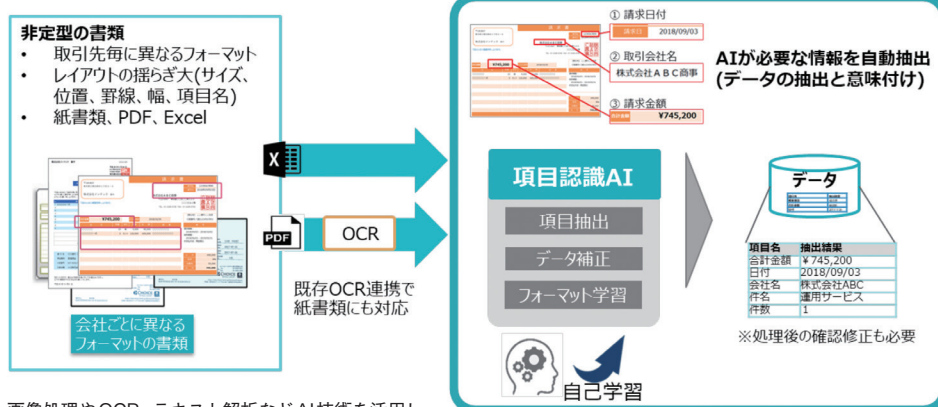 非定型の書類
• 取引先毎に異なるフォーマット
• レイアウトの揺らぎ大(サイズ、
位置、罫線、幅、項目名)
• 紙書類、PDF、Excel
¥745,200
会社ごとに異なる
フォーマットの書類
X
PDF
OCR
既存OCR連携で
紙書類にも対応
請求書
¥745,200
① 請求日付
請求日 2018/09/03
② 取引会社名
株式会社ABC商事
③ 請求金額
合計金額 ¥745,200
AIが必要な情報を自動抽出
(データの抽出と意味付け)
項目認識AI
項目抽出
データ補正
フォーマット学習
自己学習
データ
項目名 抽出結果
合計金額 ¥745,200
日付 2018/09/03
会社名 株式会社ABC
件名 運用サービス
件数 1
※処理後の確認修正も必要